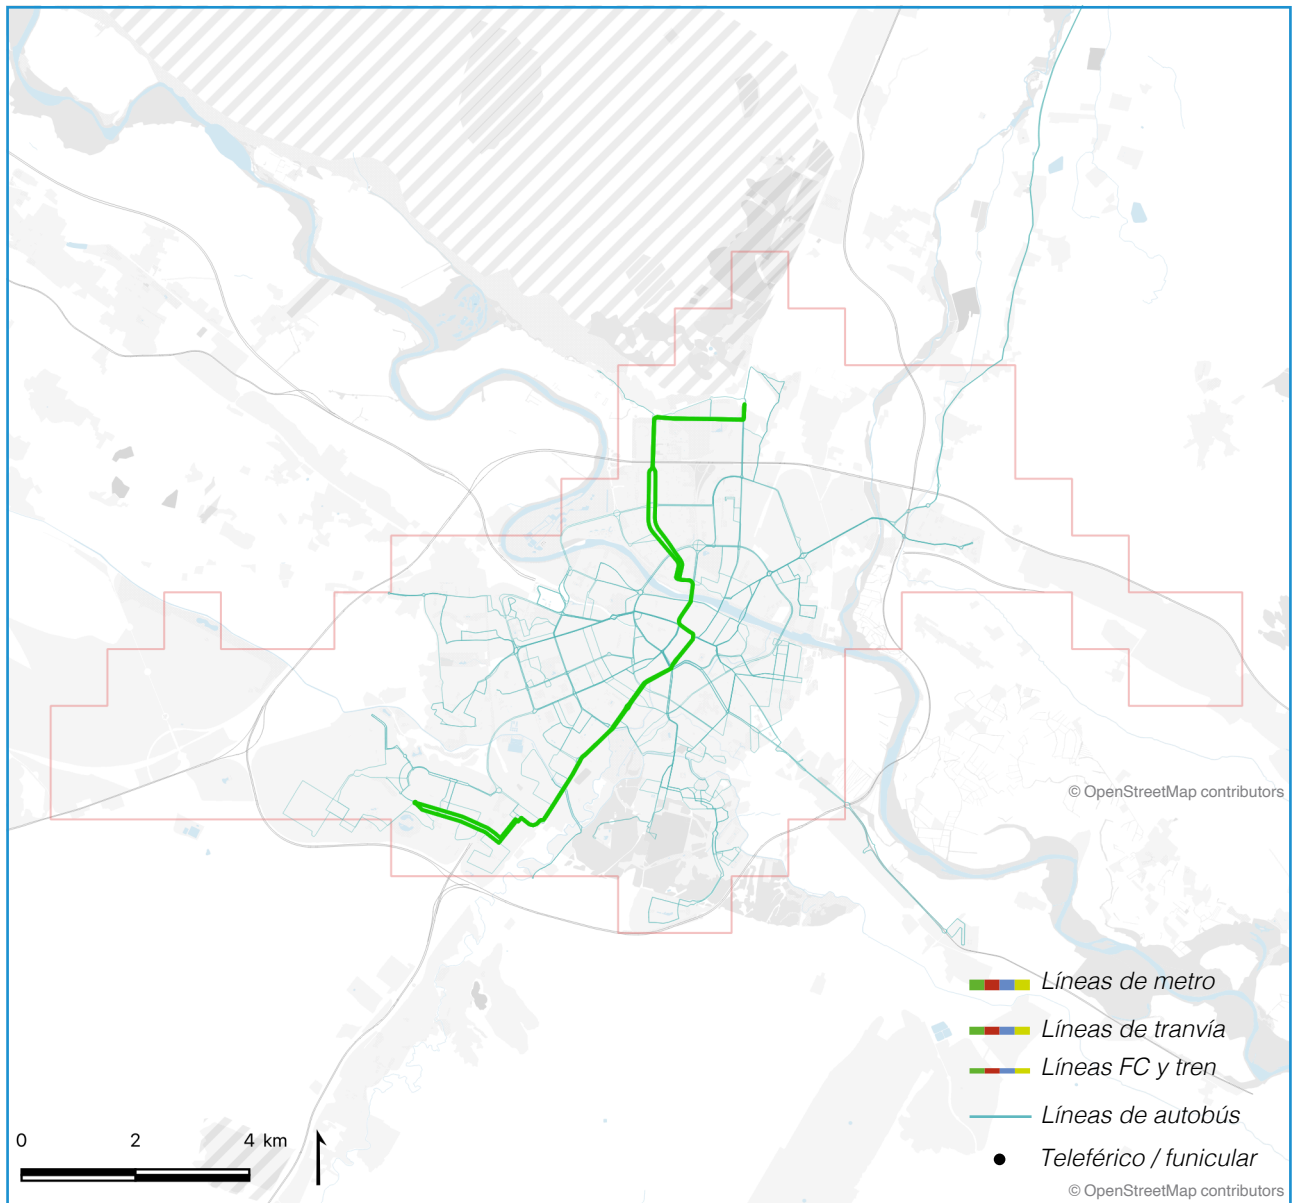 © OpenStreetMap contributors
Líneas de metro
Líneas de tranvía
Líneas FC y tren
Líneas de autobús
Teleférico / funicular
0 2 4 km
© OpenStreetMap contributors